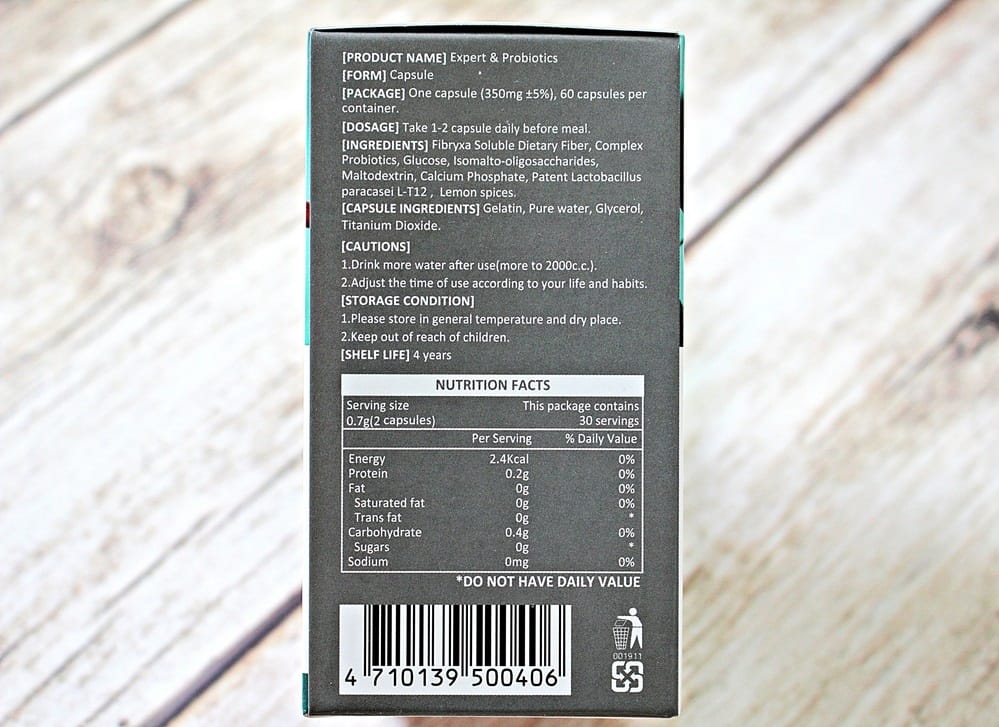 [PRODUCT NAME] Expert & Probiotics
[FORM] Capsule
[PACKAGE] One capsule (350mg ±5%), 60 capsules per
container.
[DOSAGE] Take 1-2 capsule daily before meal.
[INGREDIENTS] Fibryxa Soluble Dietary Fiber, Complex
Probiotics, Glucose, Isomalto-oligosaccharides,
Maltodextrin, Calcium Phosphate, Patent Lactobacillus
paracasei L-T12 , Lemon spices.
[CAPSULE INGREDIENTS] Gelatin, Pure water, Glycerol,
Titanium Dioxide.
[CAUTIONS]
1.Drink more water after use(more to 2000c.c.).
2.Adjust the time of use according to your life and habits.
[STORAGE CONDITION]
1.Please store in general temperature and dry place.
2.Keep out of reach of children.
[SHELF LIFE] 4 years
NUTRITION FACTS
Serving size This package contains
0.7g(2 capsules) 30 servings
Per Serving % Daily Value
Energy 2.4Kcal 0%
Protein 0.2g 0%
Fat 0g 0%
Saturated fat 0g 0%
Trans fat 0g *
Carbohydrate 0.4g 0%
Sugars 0g *
Sodium 0mg 0%
*DO NOT HAVE DAILY VALUE
4 710139 500406
001911